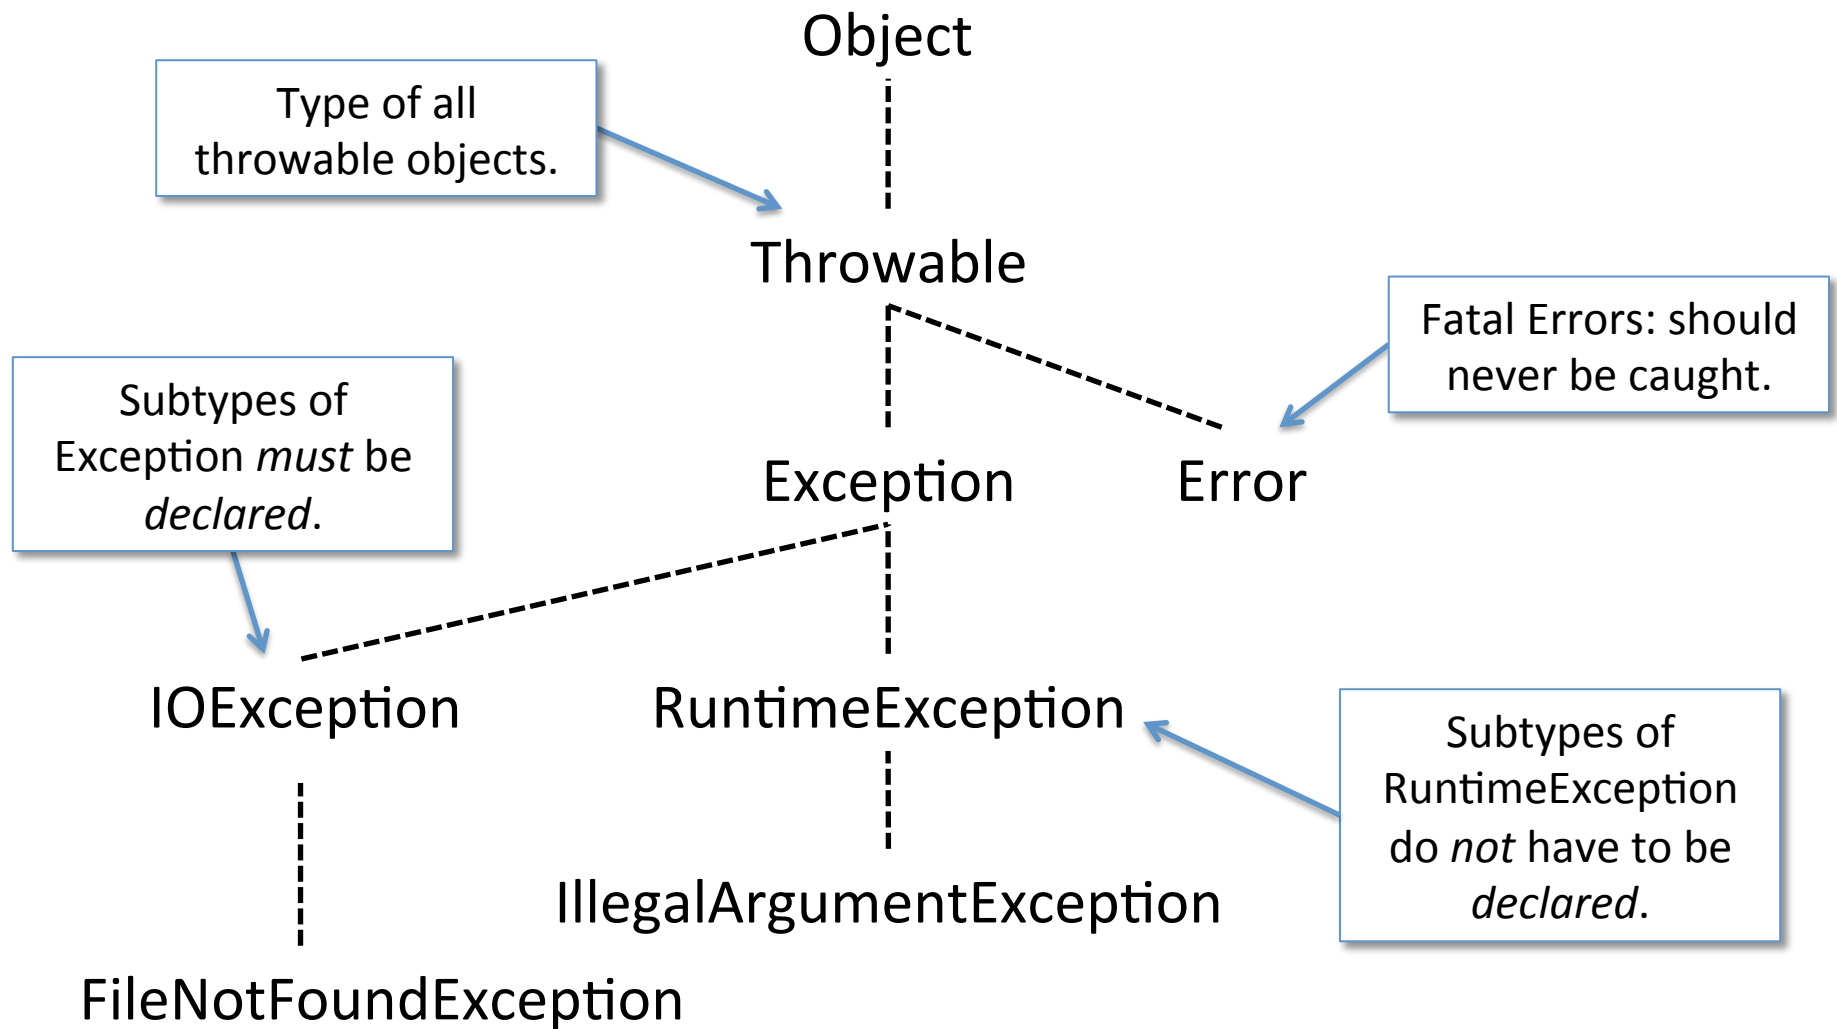 Object
Type of all
throwable objects.
Throwable
Fatal Errors: should
never be caught.
Subtypes of
Exception must be
declared.
Exception
Error
IOException
RuntimeException
Subtypes of
RuntimeException
do not have to be
declared.
IllegalArgumentException
FileNotFoundException